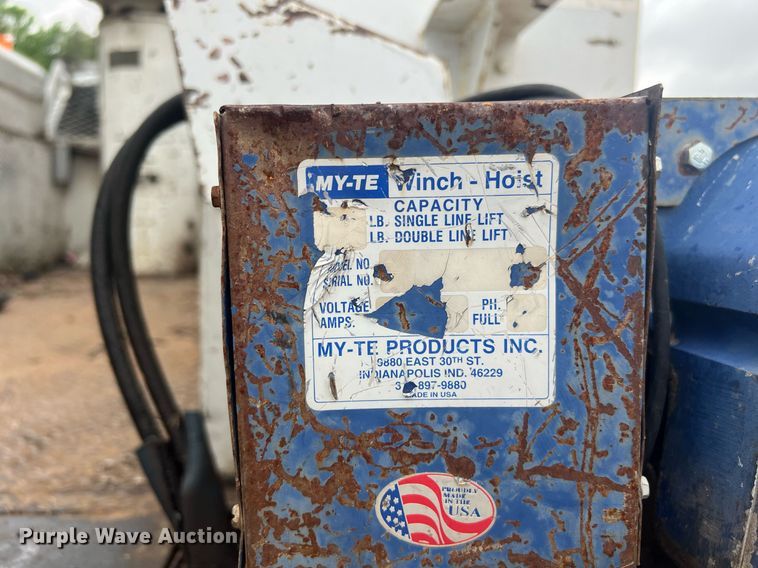 MY-TE Winch - Hoist
CAPACITY
LB. SINGLE LINE LIFT
LB. DOUBLE LINE LIFT
MODEL NO
SERIAL NO.
VOLTAGE PH.
AMPS. FULL
MY-TE PRODUCTS INC.
9880 EAST 30TH ST.
INDIANAPOLIS IND. 46229
897-9880
MADE IN USA
PROUDLY
MADE
IN THE
USA
Purple Wave Auction